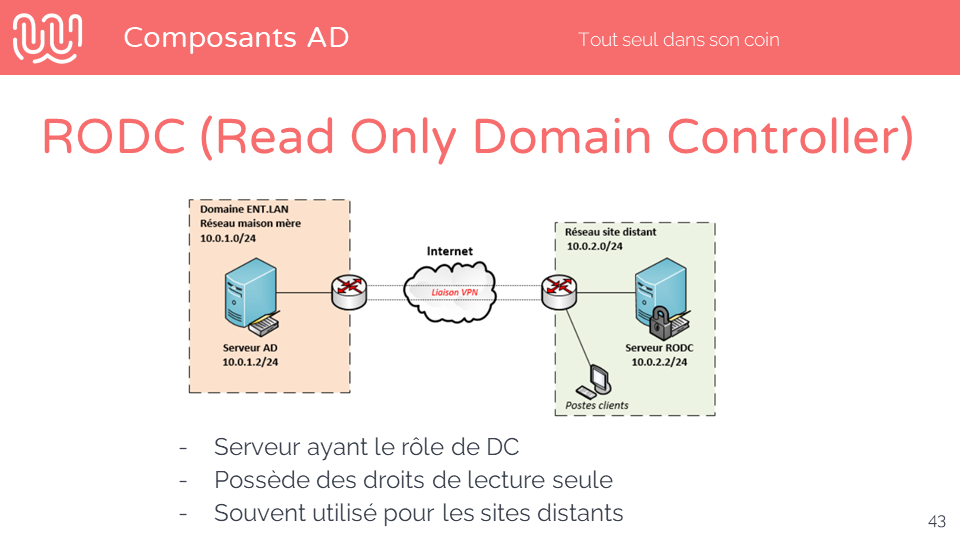 Composants AD
Tout seul dans son coin
RODC (Read Only Domain Controller)
Domaine ENT.LAN
Réseau maison mère
10.0.1.0/24
Serveur AD
10.0.1.2/24
Internet
Liaison VPN
Réseau site distant
10.0.2.0/24
Serveur RODC
10.0.2.2/24
Postes clients
- Serveur ayant le rôle de DC
- Possède des droits de lecture seule
- Souvent utilisé pour les sites distants
43